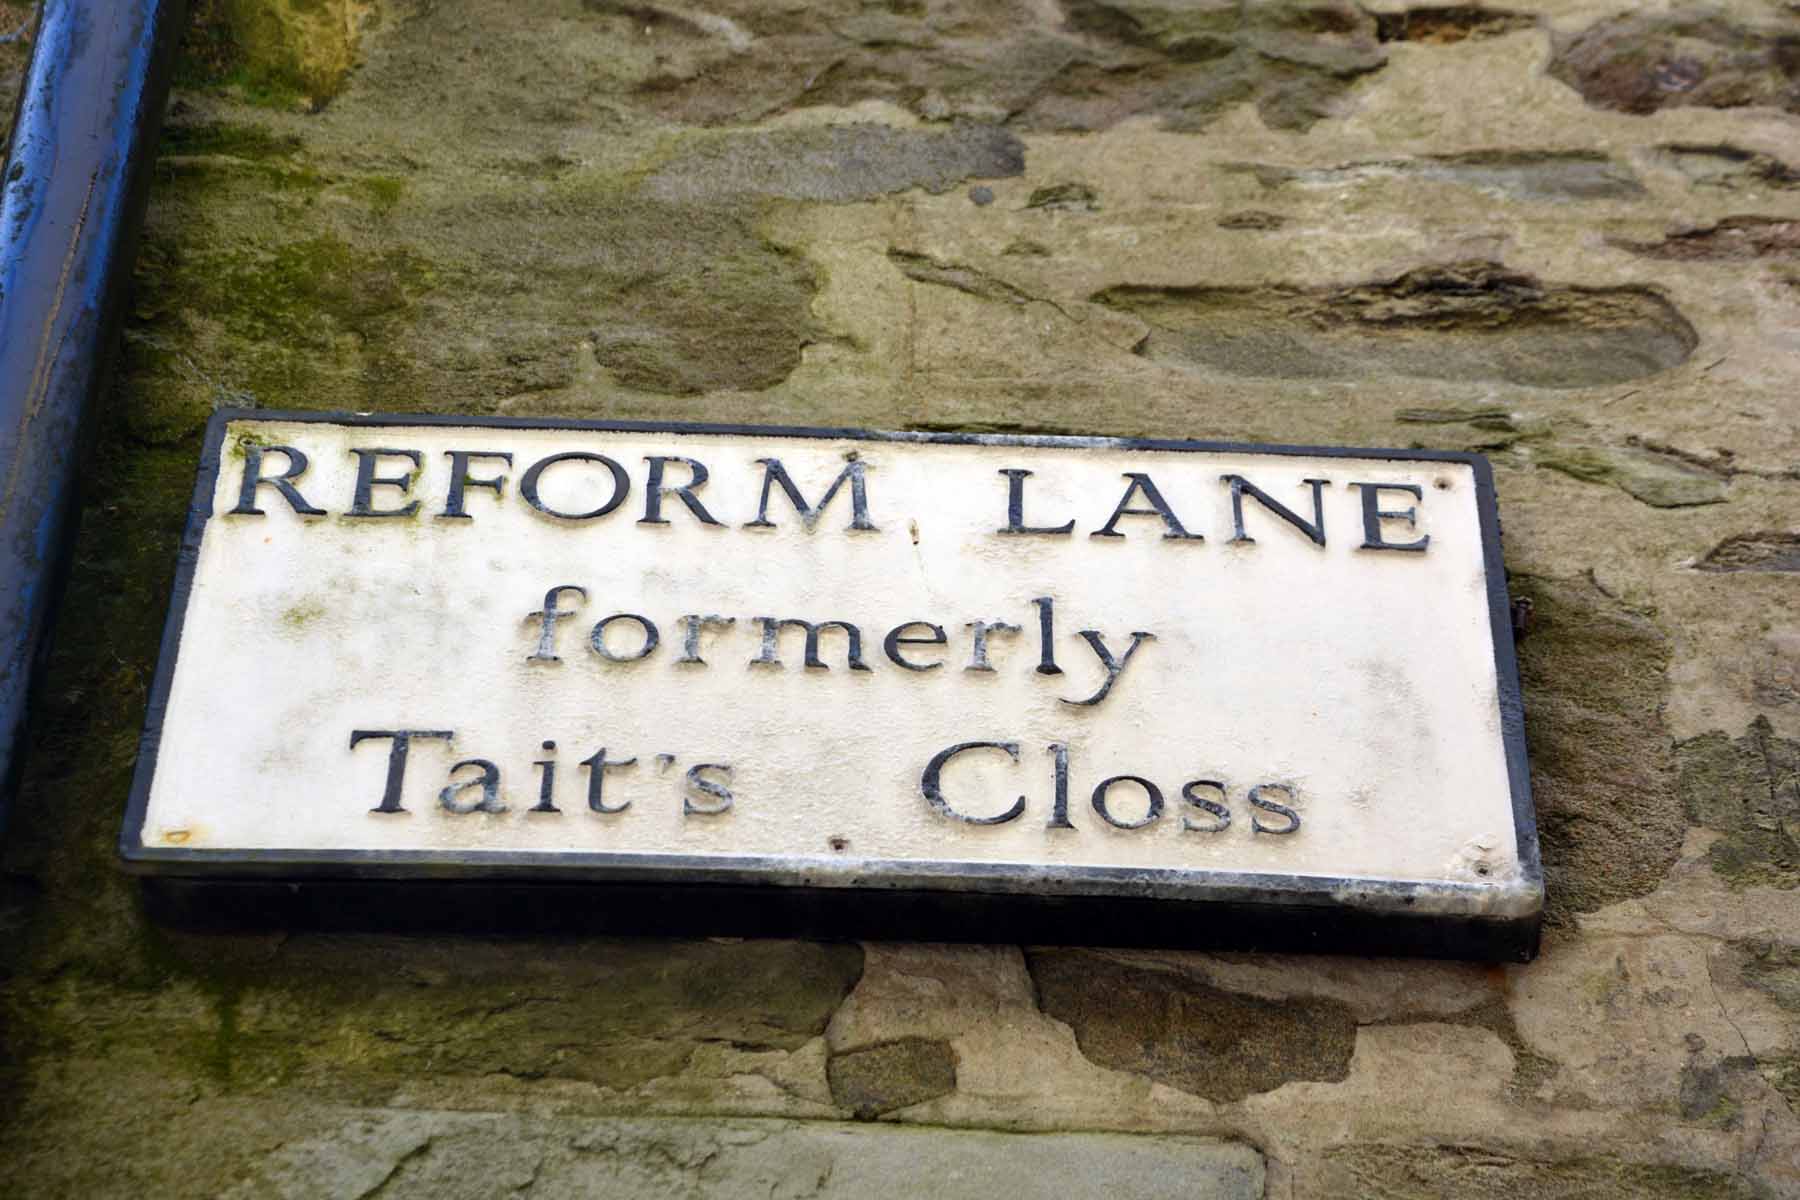 REFORM LANE
formerly
Tait's Closs